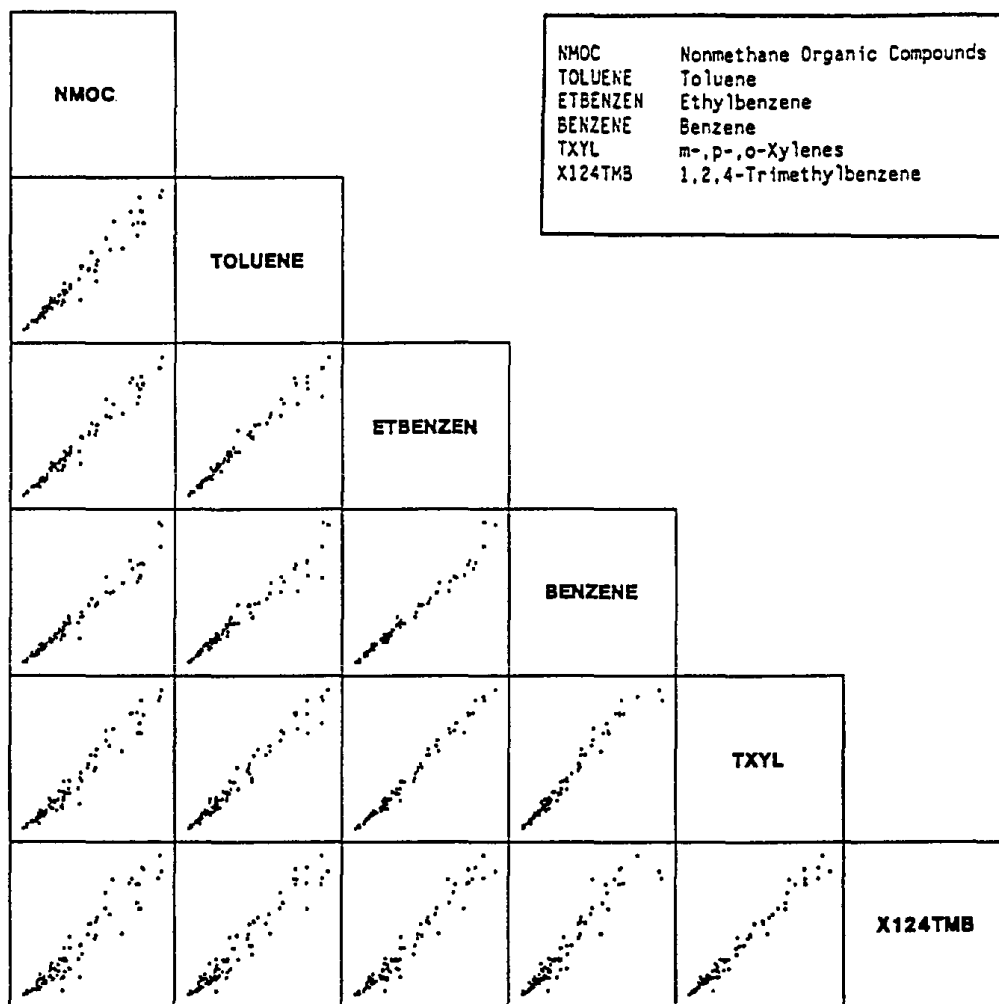 NMOC
NMOC Nonmethane Organic Compounds
TOLUENE Toluene
ETBENZEN Ethylbenzene
BENZENE Benzene
TXYL m-,p-,o-Xylenes
X124TMB 1,2,4-Trimethylbenzene
TOLUENE
ETBENZEN
BENZENE
TXYL
X124TMB